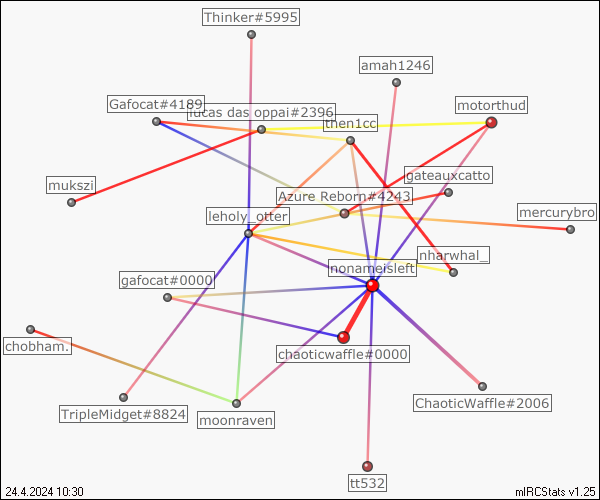 Thinker#5995
amah1246
Gafocat#4189
lucas das oppai#2396
motorthud
then1cc
gateauxcatto
mukszi
Azure Reborn#4243
mercurybro
leholy_otter
nharwhal_
nonameisleft
gafocat#0000
chobham.
chaoticwaffle#0000
TripleMidget#8824
moonraven
ChaoticWaffle#2006
tt532
24.4.2024 10:30
mIRCStats v1.25